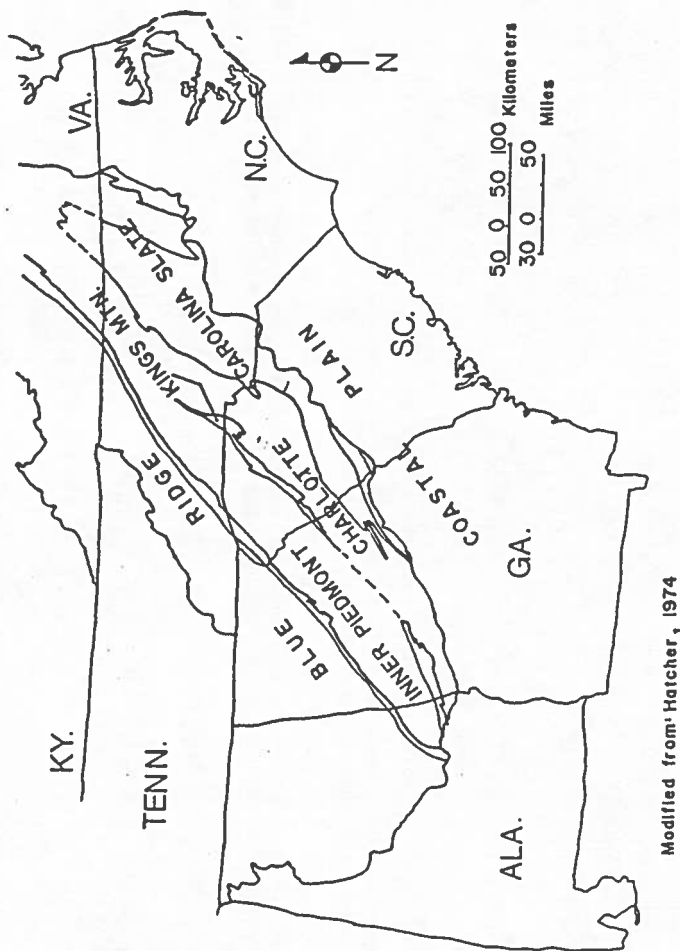 KY.
VA.
TENN.
N.C.
BLUE RIDGE
KINGS MTN.
CAROLINA SLATE
INNER PIEDMONT
CHARLOTTE
COASTAL PLAIN
S.C.
GA.
ALA.
N
50 0 50 100 Kilometers
30 0 50 Miles
Modified from' Hatcher, 1974